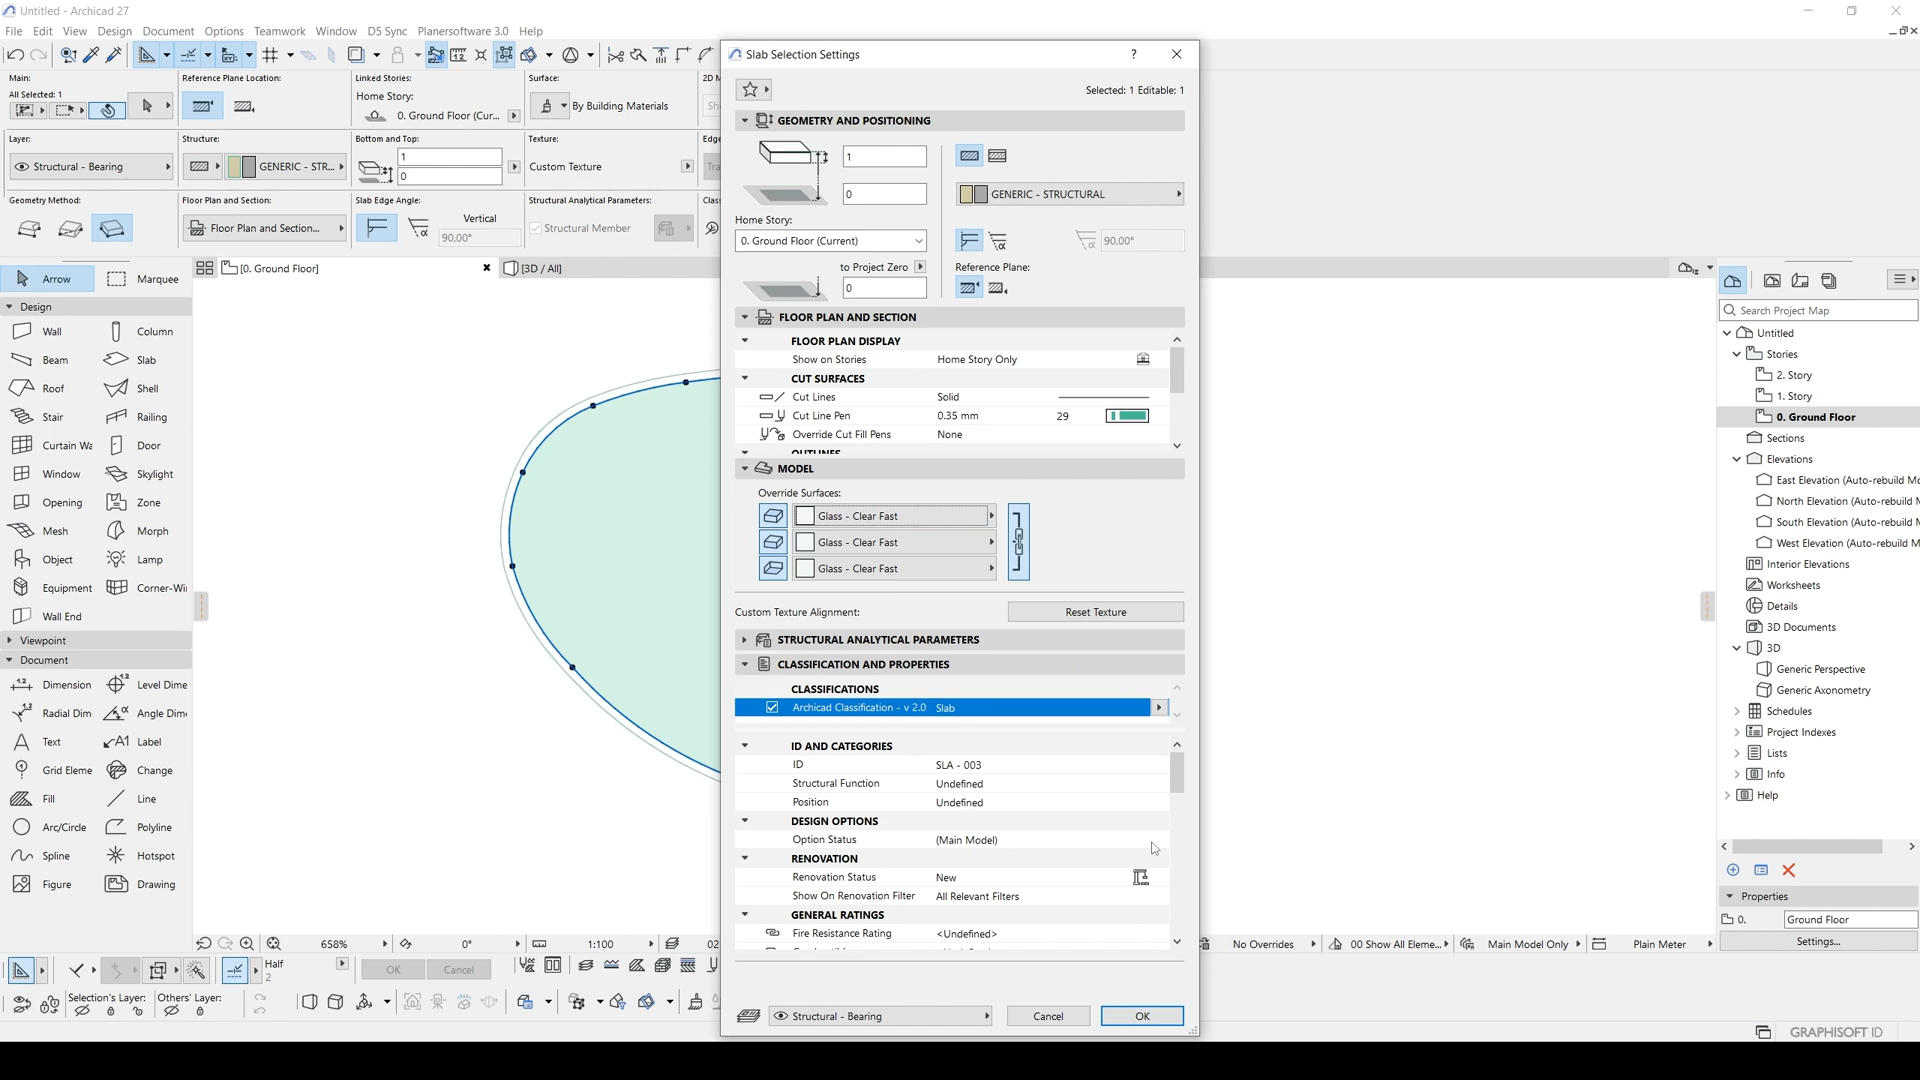 Untitled - Archicad 27
File Edit View Design Document Options Teamwork Window D5 Sync Planersoftware 3.0 Help
Main:
All Selected: 1
Reference Plane Location:
Linked Stories:
Home Story:
0. Ground Floor (Cur...
Surface:
By Building Materials
2D M
Layer:
Structural - Bearing
Structure:
GENERIC - STR...
Bottom and Top:
1
0
Texture:
Custom Texture
Edge
Geometry Method:
Floor Plan and Section:
Floor Plan and Section...
Slab Edge Angle:
Vertical
90.00°
Structural Analytical Parameters:
Structural Member
Clas
[0. Ground Floor]
[3D / All]
Arrow
Marquee
Design
Wall
Column
Beam
Slab
Roof
Shell
Stair
Railing
Curtain Wa
Door
Window
Skylight
Opening
Zone
Mesh
Morph
Object
Lamp
Equipment
Corner-Wi
Wall End
Viewpoint
Document
Dimension
Level Dime
Radial Dim
Angle Dim
Text
Label
Grid Eleme
Change
Fill
Line
Arc/Circle
Polyline
Spline
Hotspot
Figure
Drawing
Slab Selection Settings
?
Selected: 1 Editable: 1
GEOMETRY AND POSITIONING
1
0
GENERIC - STRUCTURAL
Home Story:
0. Ground Floor (Current)
90.00°
to Project Zero
0
Reference Plane:
FLOOR PLAN AND SECTION
FLOOR PLAN DISPLAY
Show on Stories Home Story Only
CUT SURFACES
Cut Lines Solid
Cut Line Pen 0.35 mm 29
Override Cut Fill Pens None
OUTLINES
MODEL
Override Surfaces:
Glass - Clear Fast
Glass - Clear Fast
Glass - Clear Fast
Custom Texture Alignment:
Reset Texture
STRUCTURAL ANALYTICAL PARAMETERS
CLASSIFICATION AND PROPERTIES
CLASSIFICATIONS
Archicad Classification - v 2.0 Slab
ID AND CATEGORIES
ID SLA - 003
Structural Function Undefined
Position Undefined
DESIGN OPTIONS
Option Status (Main Model)
RENOVATION
Renovation Status New
Show On Renovation Filter All Relevant Filters
GENERAL RATINGS
Fire Resistance Rating <Undefined>
Structural - Bearing
Cancel
OK
Search Project Map
Untitled
Stories
2. Story
1. Story
0. Ground Floor
Sections
Elevations
East Elevation (Auto-rebuild Mo
North Elevation (Auto-rebuild M
South Elevation (Auto-rebuild M
West Elevation (Auto-rebuild M
Interior Elevations
Worksheets
Details
3D Documents
3D
Generic Perspective
Generic Axonometry
Schedules
Project Indexes
Lists
Info
Help
Properties
0. Ground Floor
Settings...
658%
0°
1:100
02
No Overrides
00 Show All Eleme...
Main Model Only
Plain Meter
Half
2
OK
Cancel
Selection's Layer:
Others' Layer:
GRAPHISOFT ID